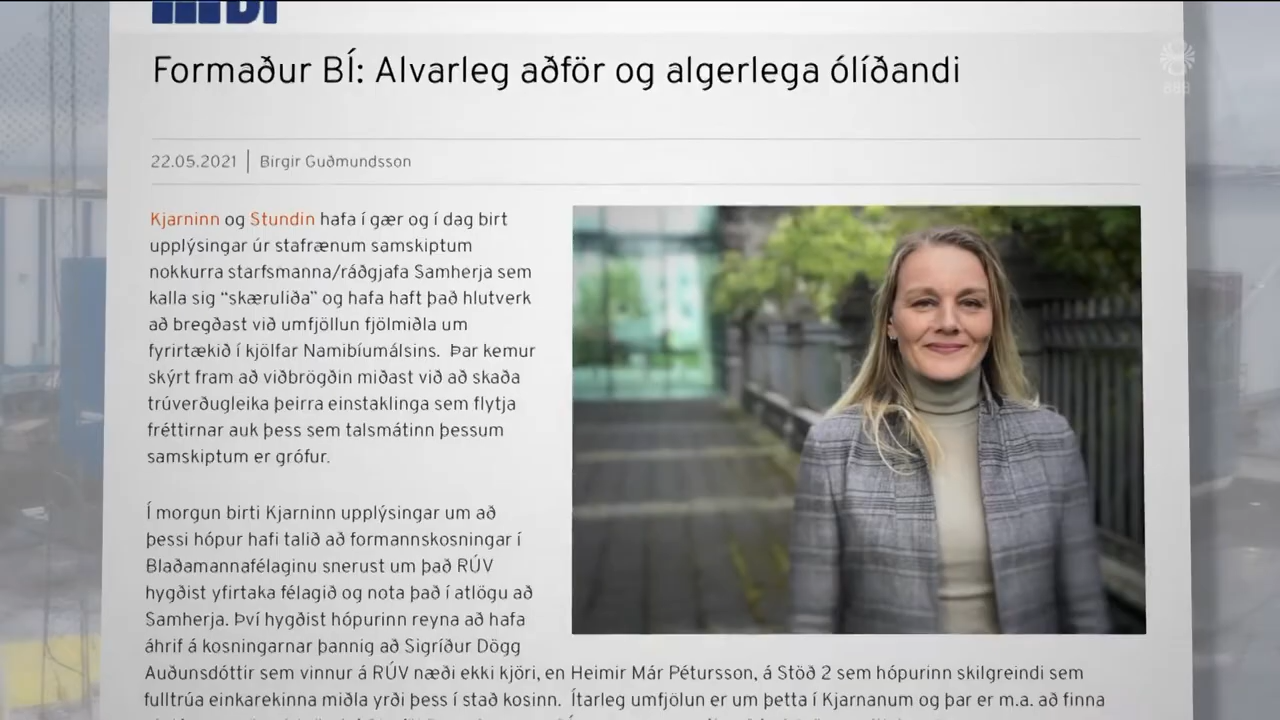 Formaður BÍ: Alvarleg aðför og algerlega ólíðandi
22.05.2021 | Birgir Guðmundsson
Kjarninn og Stundin hafa í gær og í dag birt
upplýsingar úr stafrænum samskiptum
nokkurra starfsmanna/ráðgjafa Samherja sem
kalla sig “skæruliða” og hafa haft það hlutverk
að bregðast við umfjöllun fjölmiðla um
fyrirtækið í kjölfar Namibíumálsins. Þar kemur
skýrt fram að viðbrögðin miðast við að skaða
trúverðugleika þeirra einstaklinga sem flytja
fréttirnar auk þess sem talsmátinn þessum
samskiptum er grófur.
Í morgun birti Kjarninn upplýsingar um að
þessi hópur hafi talið að formannskosningar í
Blaðamannafélaginu snerust um það RÚV
hygðist yfirtaka félagið og nota það í atlögu að
Samherja. Því hygðist hópurinn reyna að hafa
áhrif á kosningarnar þannig að Sigríður Dögg
Auðunsdóttir sem vinnur á RÚV næði ekki kjöri, en Heimir Már Pétursson, á Stöð 2 sem hópurinn skilgreindi sem
fulltrúa einkarekinna miðla yrði þess í stað kosinn. Ítarleg umfjölun er um þetta í Kjarnanum og þar er m.a. að finna